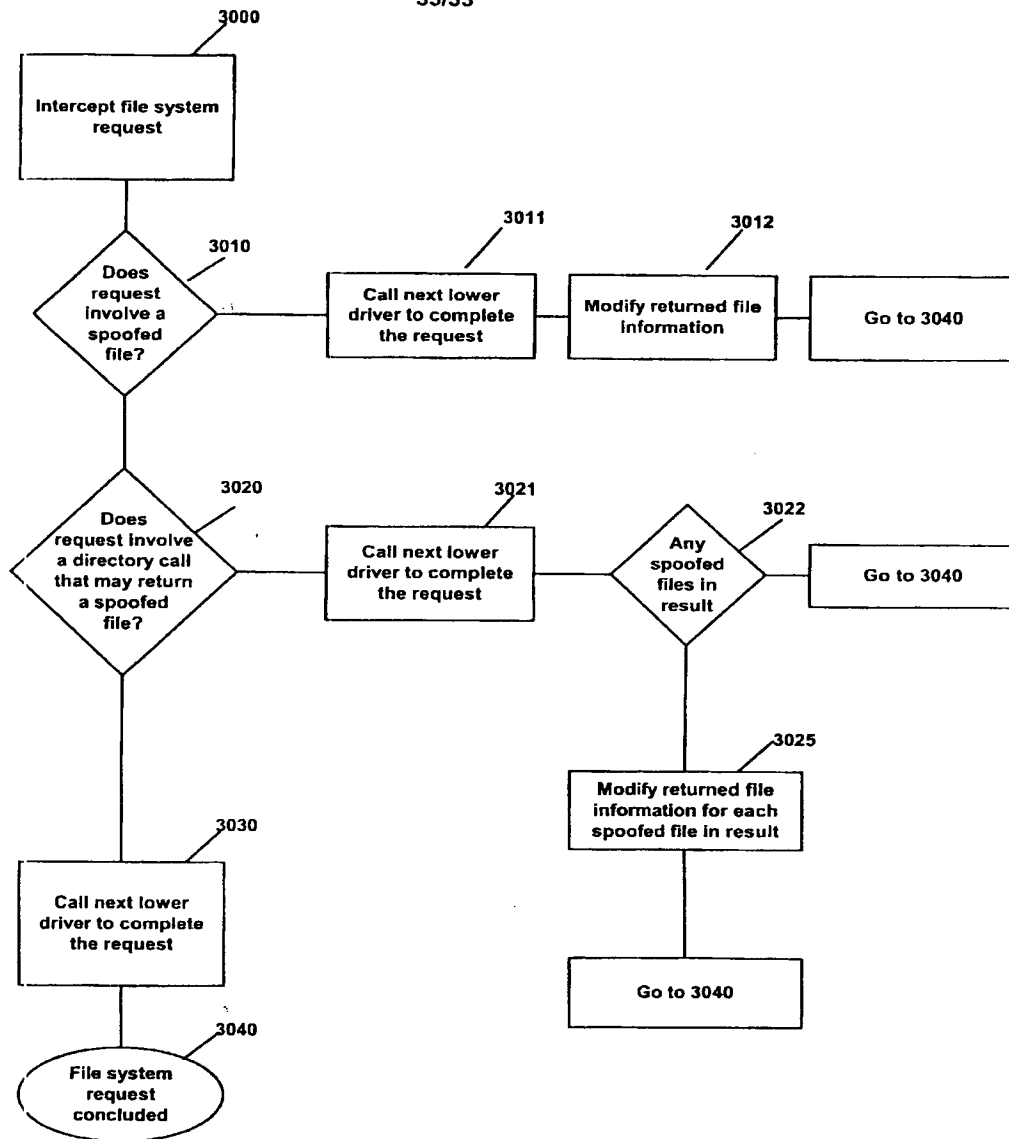 33/33
3000
Intercept file system
request
3010
Does
request
involve a
spoofed
file?
3011
Call next lower
driver to complete
the request
3012
Modify returned file
information
Go to 3040
3020
Does
request involve
a directory call
that may return
a spoofed
file?
3021
Call next lower
driver to complete
the request
3022
Any
spoofed
files in
result
Go to 3040
3025
Modify returned file
information for each
spoofed file in result
3030
Call next lower
driver to complete
the request
Go to 3040
3040
File system
request
concluded